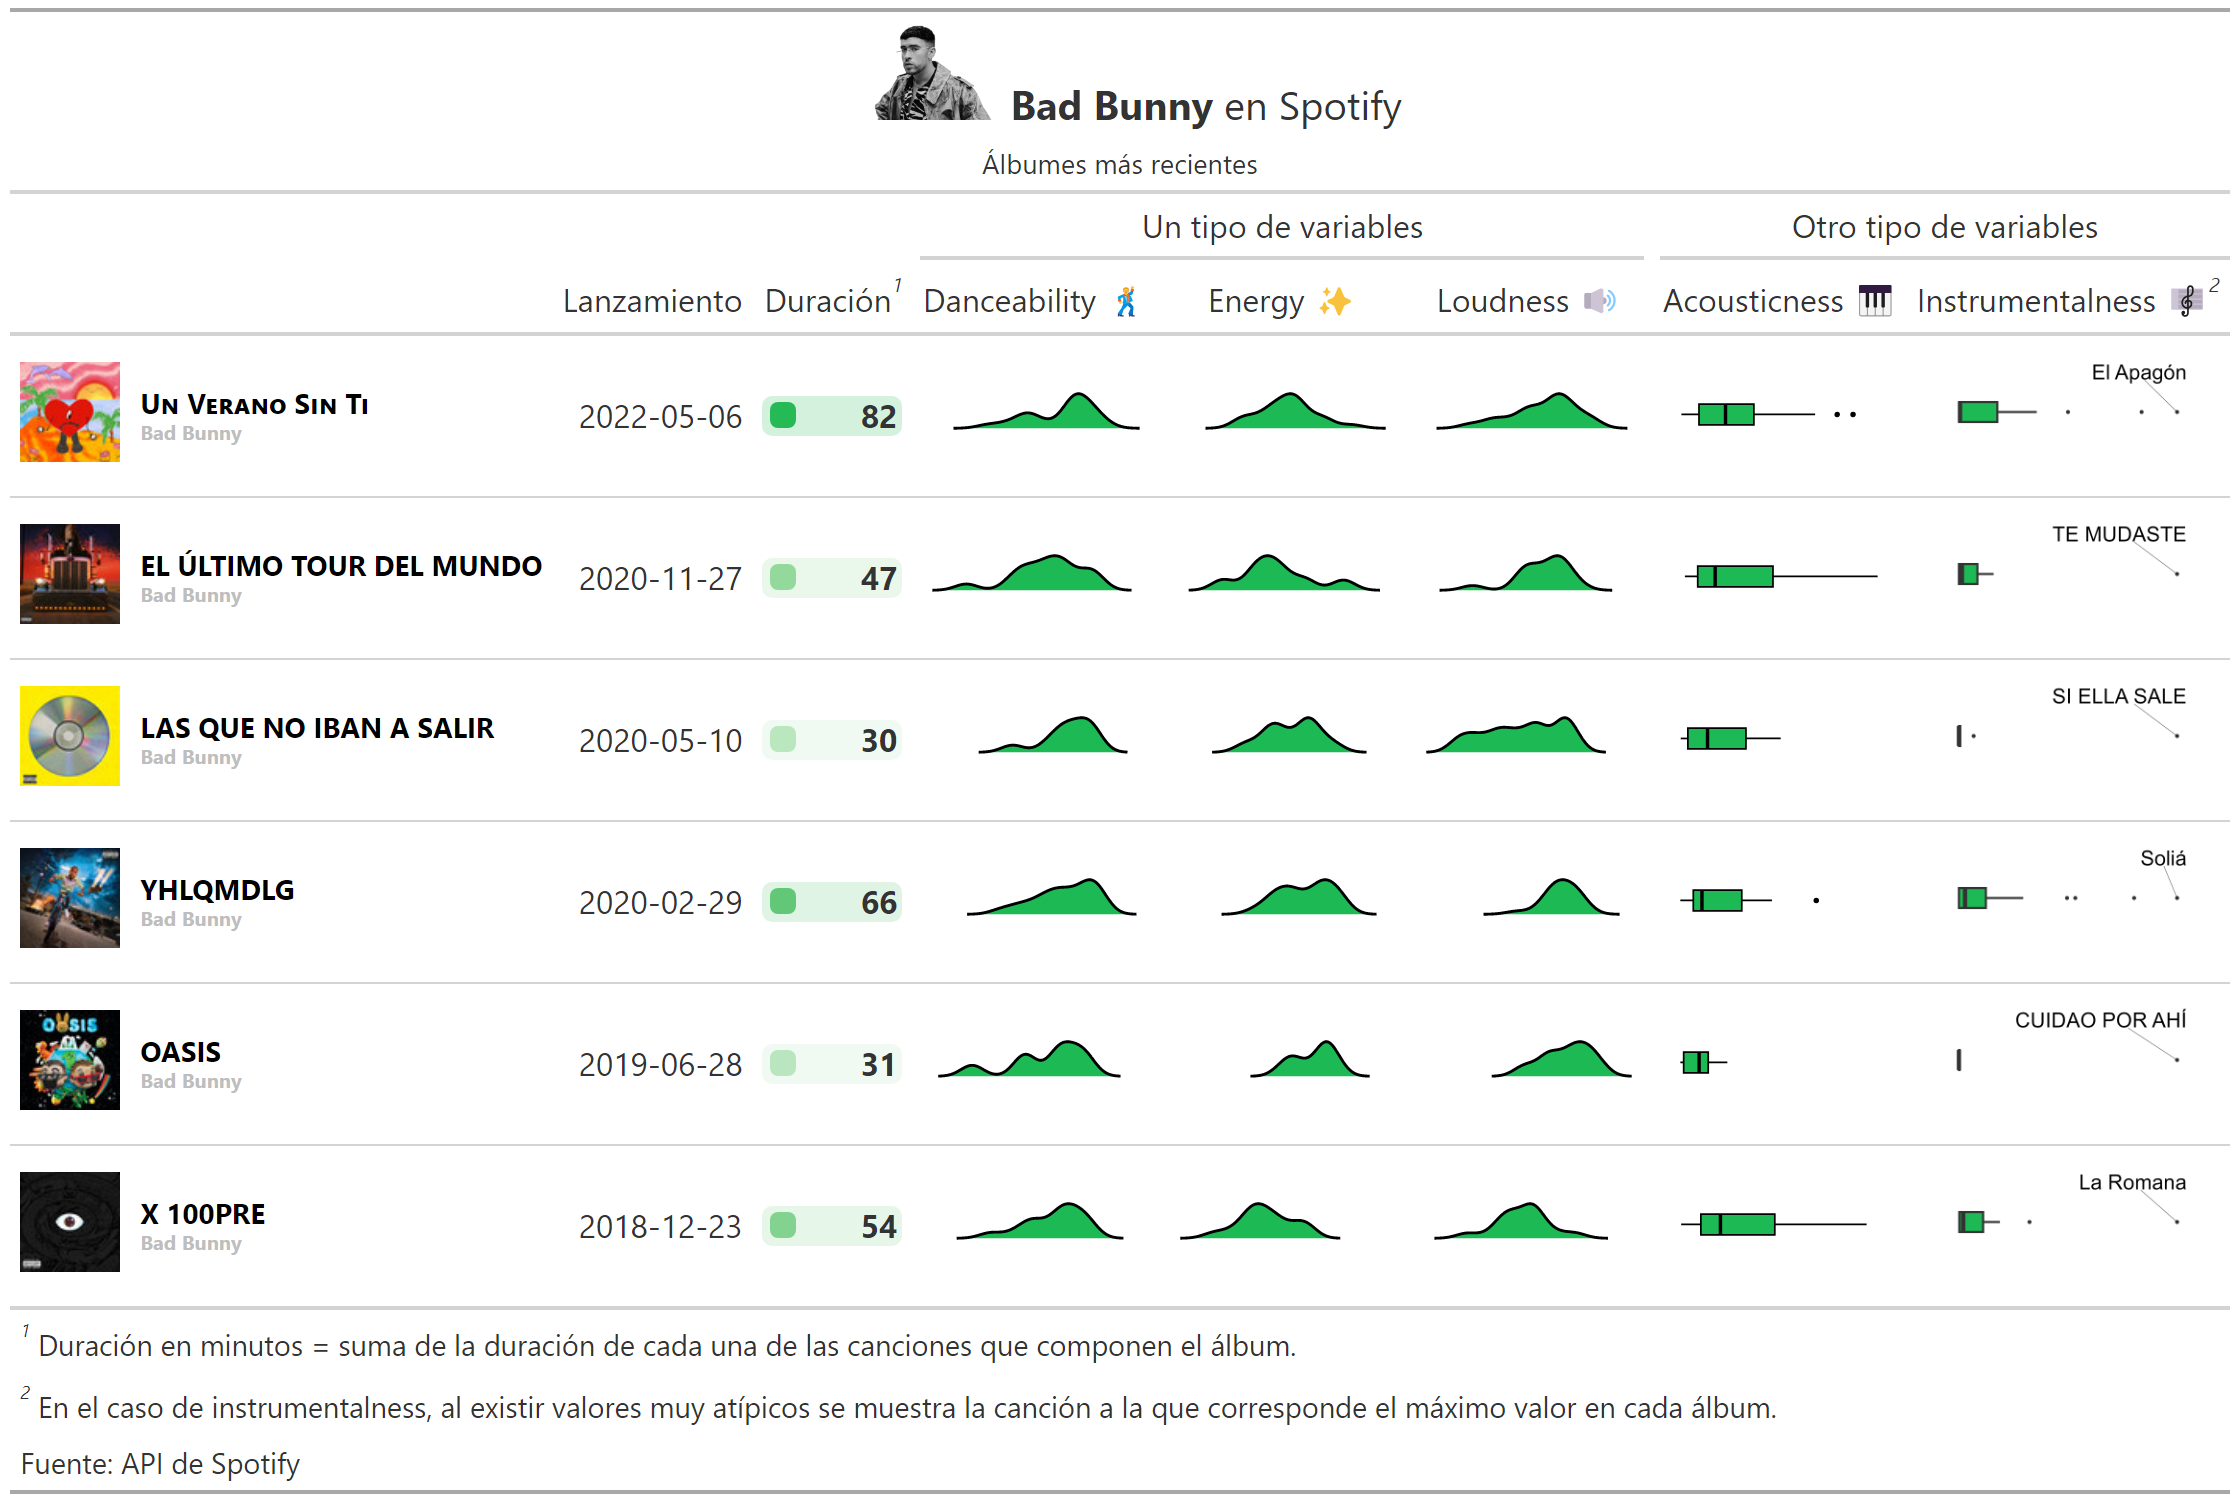 Bad Bunny en Spotify
Álbumes más recientes
Un tipo de variables
Otro tipo de variables
Lanzamiento
Duración 1
Danceability
Energy
Loudness
Acousticness
Instrumentalness 2
Un Verano Sin Ti
Bad Bunny
2022-05-06
82
El Apagón
EL ÚLTIMO TOUR DEL MUNDO
Bad Bunny
2020-11-27
47
TE MUDASTE
LAS QUE NO IBAN A SALIR
Bad Bunny
2020-05-10
30
SI ELLA SALE
YHLQMDLG
Bad Bunny
2020-02-29
66
Soliá
OASIS
OASIS
Bad Bunny
2019-06-28
31
CUIDAO POR AHÍ
X 100PRE
Bad Bunny
2018-12-23
54
La Romana
1 Duración en minutos = suma de la duración de cada una de las canciones que componen el álbum.
2 En el caso de instrumentalness, al existir valores muy atípicos se muestra la canción a la que corresponde el máximo valor en cada álbum.
Fuente: API de Spotify